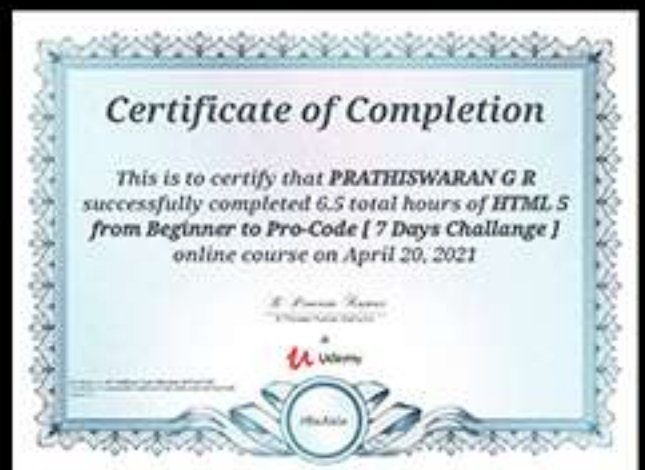 Certificate of Completion
This is to certify that PRATHISWARAN G R
successfully completed 6.5 total hours of HTML 5
from Beginner to Pro-Code [ 7 Days Challange ]
online course on April 20, 2021
&
Udemy